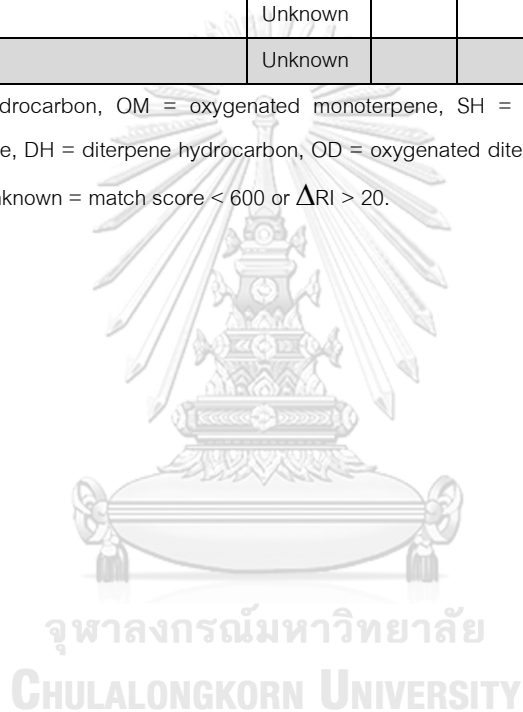 Unknown
Unknown
drocarbon, OM = oxygenated monoterpene, SH =
e, DH = diterpene hydrocarbon, OD = oxygenated dite
known = match score < 600 or ΔRI > 20.
จุฬาลงกรณ์มหาวิทยาลัย
CHULALONGKORN UNIVERSITY